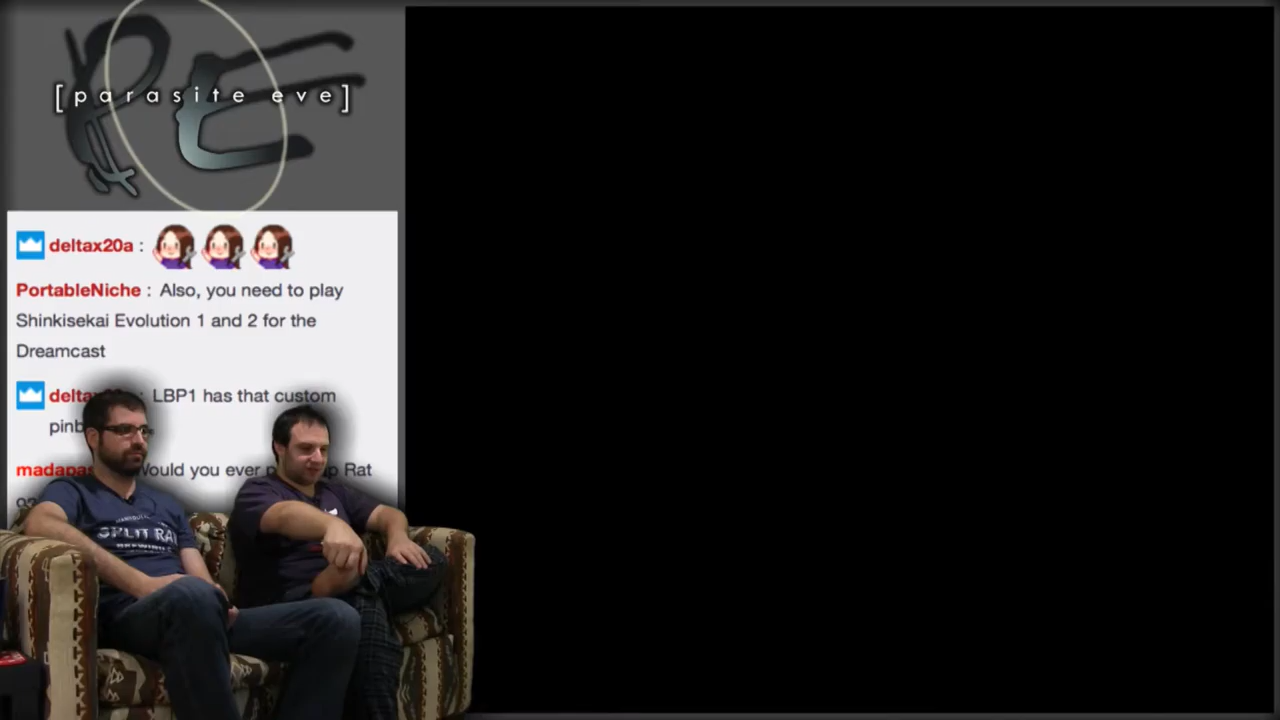 [parasite eve]
PE
deltax20a :
PortableNiche : Also, you need to play
Shinkisekai Evolution 1 and 2 for the
Dreamcast
LBP1 has that custom
Would you ever Rat
SPLIT